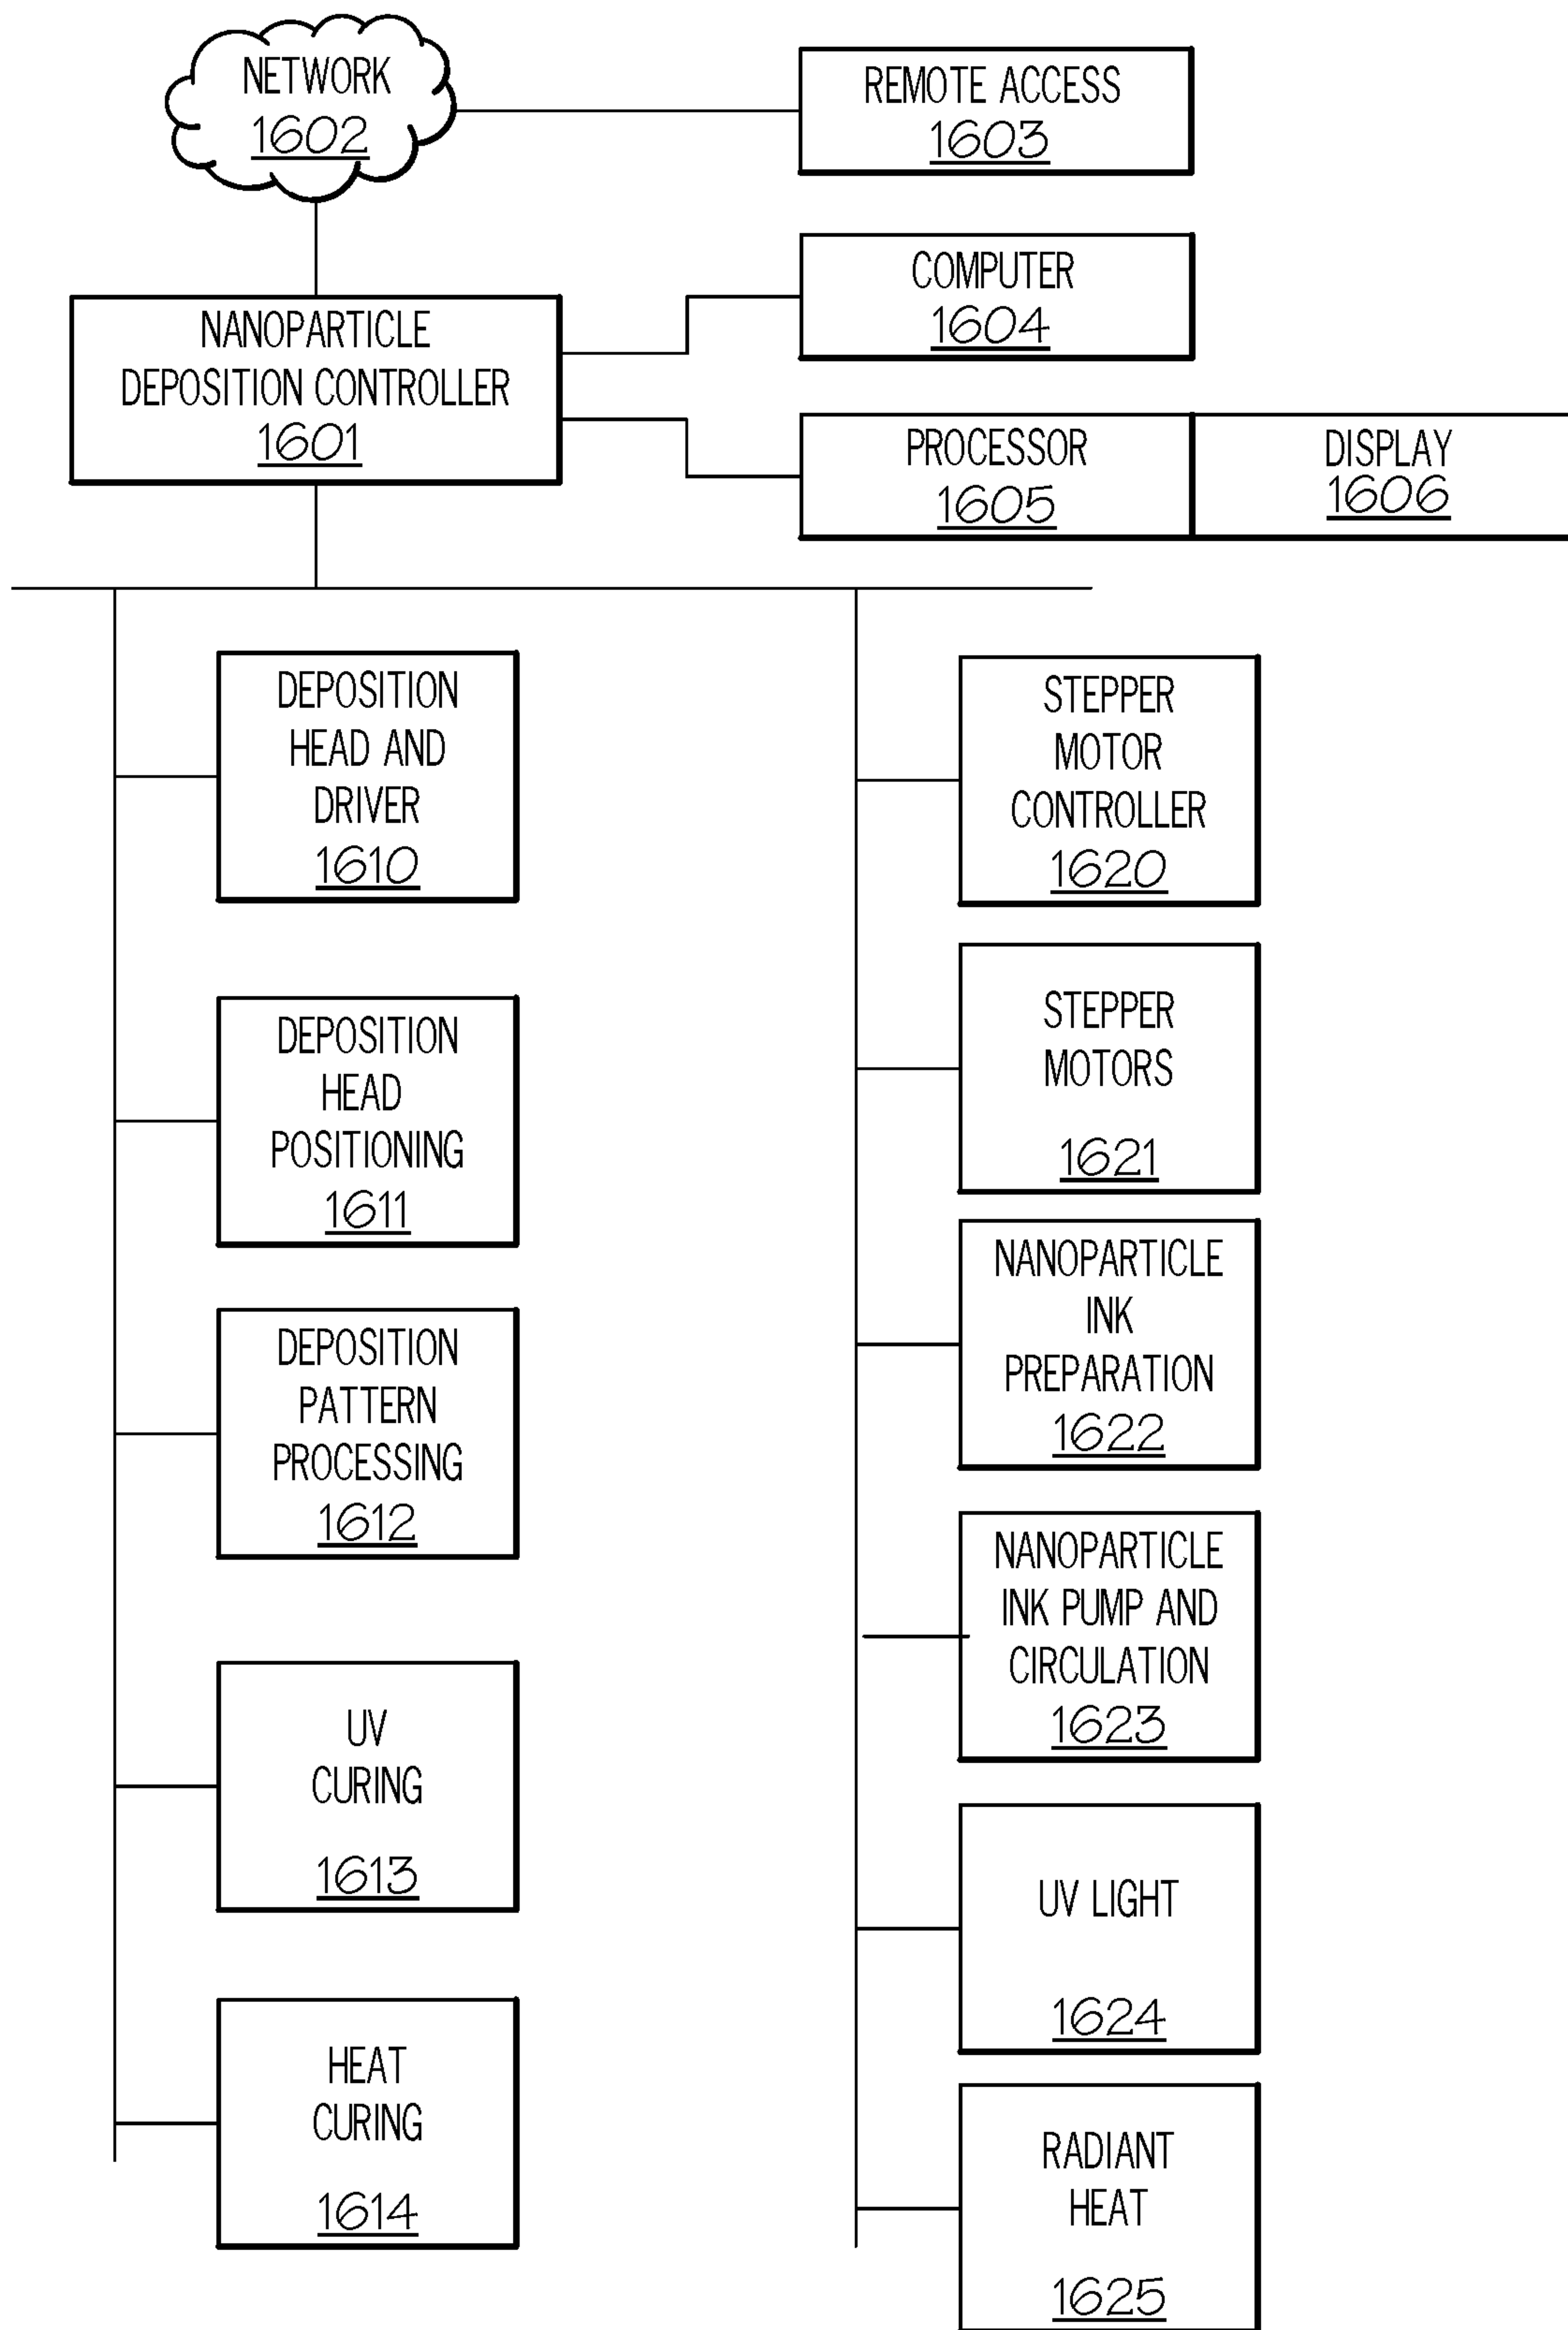 NETWORK
1602
REMOTE ACCESS
1603
COMPUTER
1604
NANOPARTICLE
DEPOSITION CONTROLLER
1601
PROCESSOR
1605
DISPLAY
1606
DEPOSITION
HEAD AND
DRIVER
1610
DEPOSITION
HEAD
POSITIONING
1611
DEPOSITION
PATTERN
PROCESSING
1612
UV
CURING
1613
HEAT
CURING
1614
STEPPER
MOTOR
CONTROLLER
1620
STEPPER
MOTORS
1621
NANOPARTICLE
INK
PREPARATION
1622
NANOPARTICLE
INK PUMP AND
CIRCULATION
1623
UV LIGHT
1624
RADIANT
HEAT
1625